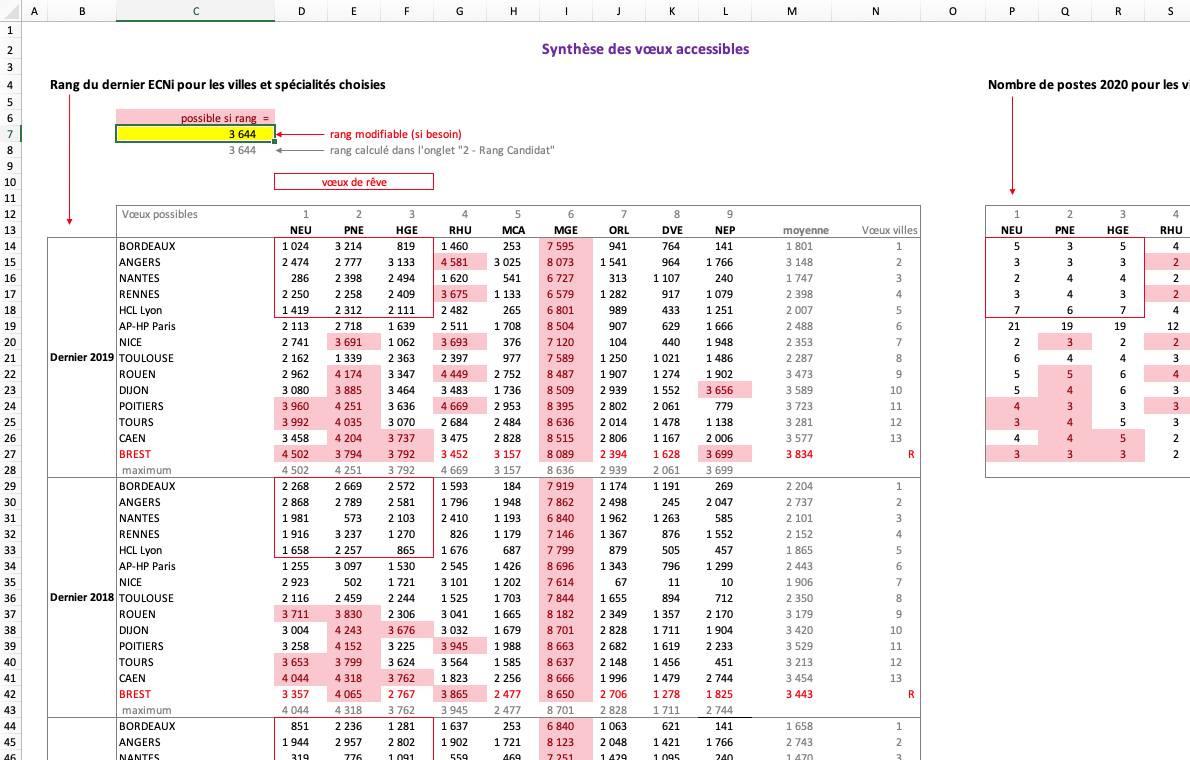 A B C D E F G H I J K L M N O P Q R S
1
2 Synthèse des vœux accessibles
3
4 Rang du dernier ECNi pour les villes et spécialités choisies Nombre de postes 2020 pour les vi
5
6 possible si rang =
7 3 644 rang modifiable (si besoin)
8 3 644 rang calculé dans l'onglet "2 - Rang Candidat"
9
10 vœux de rêve
11
12 Vœux possibles 1 2 3 4 5 6 7 8 9 1 2 3 4
13 NEU PNE HGE RHU MCA MGE ORL DVE NEP moyenne Vœux villes NEU PNE HGE RHU
14 BORDEAUX 1 024 3 214 819 1 460 253 7 595 941 764 141 1 801 1 5 3 5 4
15 ANGERS 2 474 2 777 3 133 4 581 3 025 8 073 1 541 964 1 766 3 148 2 3 3 3 2
16 NANTES 286 2 398 2 494 1 620 541 6 727 313 1 107 240 1 747 3 2 4 4 2
17 RENNES 2 250 2 258 2 409 3 675 1 133 6 579 1 282 917 1 079 2 398 4 3 4 3 2
18 HCL Lyon 1 419 2 312 2 111 2 482 265 6 801 989 433 1 251 2 007 5 7 6 7 4
19 AP-HP Paris 2 113 2 718 1 639 2 511 1 708 8 504 907 629 1 666 2 488 6 21 19 19 12
20 NICE 2 741 3 691 1 062 3 693 376 7 120 104 440 1 948 2 353 7 2 3 2 2
21 Dernier 2019 TOULOUSE 2 162 1 339 2 363 2 397 977 7 589 1 250 1 021 1 486 2 287 8 6 4 4 3
22 ROUEN 2 962 4 174 3 347 4 449 2 752 8 487 1 907 1 274 1 902 3 473 9 5 5 6 4
23 DIJON 3 080 3 885 3 464 3 483 1 736 8 509 2 939 1 552 3 656 3 589 10 5 4 6 3
24 POITIERS 3 960 4 251 3 636 4 669 2 953 8 395 2 802 2 061 779 3 723 11 4 3 3 3
25 TOURS 3 992 4 035 3 070 2 684 2 484 8 636 2 014 1 478 1 138 3 281 12 3 4 5 3
26 CAEN 3 458 4 204 3 737 3 475 2 828 8 515 2 806 1 167 2 006 3 577 13 4 4 5 2
27 BREST 4 502 3 794 3 792 3 452 3 157 8 089 2 394 1 628 3 699 3 834 R 3 3 3 2
28 maximum 4 502 4 251 3 792 4 669 3 157 8 636 2 939 2 061 3 699
29 BORDEAUX 2 268 2 669 2 572 1 593 184 7 919 1 174 1 191 269 2 204 1
30 ANGERS 2 868 2 789 2 581 1 796 1 948 7 862 2 498 245 2 047 2 737 2
31 NANTES 1 981 573 2 103 2 410 1 193 6 840 1 962 1 263 585 2 101 3
32 RENNES 1 916 3 237 1 270 826 1 179 7 146 1 367 876 1 552 2 152 4
33 HCL Lyon 1 658 2 257 865 1 676 687 7 799 879 505 457 1 865 5
34 AP-HP Paris 1 255 3 097 1 530 2 545 1 426 8 696 1 343 796 1 299 2 443 6
35 NICE 2 923 502 1 721 3 101 1 202 7 614 67 11 10 1 906 7
36 Dernier 2018 TOULOUSE 2 116 2 459 2 244 1 525 1 703 7 844 1 655 894 712 2 350 8
37 ROUEN 3 711 3 830 2 306 3 041 1 665 8 182 2 349 1 357 2 170 3 179 9
38 DIJON 3 004 4 243 3 676 3 032 1 679 8 701 2 828 1 711 1 904 3 420 10
39 POITIERS 3 258 4 152 3 225 3 945 1 988 8 663 2 682 1 619 2 233 3 529 11
40 TOURS 3 653 3 799 3 624 3 564 1 585 8 637 2 148 1 456 451 3 213 12
41 CAEN 4 044 4 318 3 762 1 823 2 256 8 666 1 996 1 479 2 744 3 454 13
42 BREST 3 357 4 065 2 767 3 865 2 477 8 650 2 706 1 278 1 825 3 443 R
43 maximum 4 044 4 318 3 762 3 945 2 477 8 701 2 828 1 711 2 744
44 BORDEAUX 851 2 236 1 281 1 637 253 6 840 1 063 621 141 1 658 1
45 ANGERS 1 944 2 957 2 802 1 902 1 721 8 123 2 048 1 421 1 766 2 743 2
46 NANTES 319 776 1 091 559 469 7 251 1 429 1 095 240 1 470 3